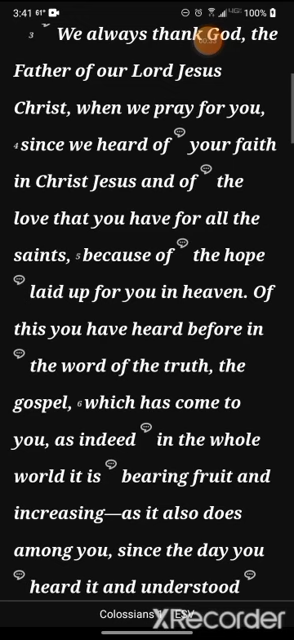 3:41 61° 100%
3 We always thank God, the
Father of our Lord Jesus
Christ, when we pray for you,
4 since we heard of your faith
in Christ Jesus and of the
love that you have for all the
saints, 5 because of the hope
laid up for you in heaven. Of
this you have heard before in
the word of the truth, the
gospel, 6 which has come to
you, as indeed in the whole
world it is bearing fruit and
increasing—as it also does
among you, since the day you
heard it and understood
Colossians ESV
XRecorder